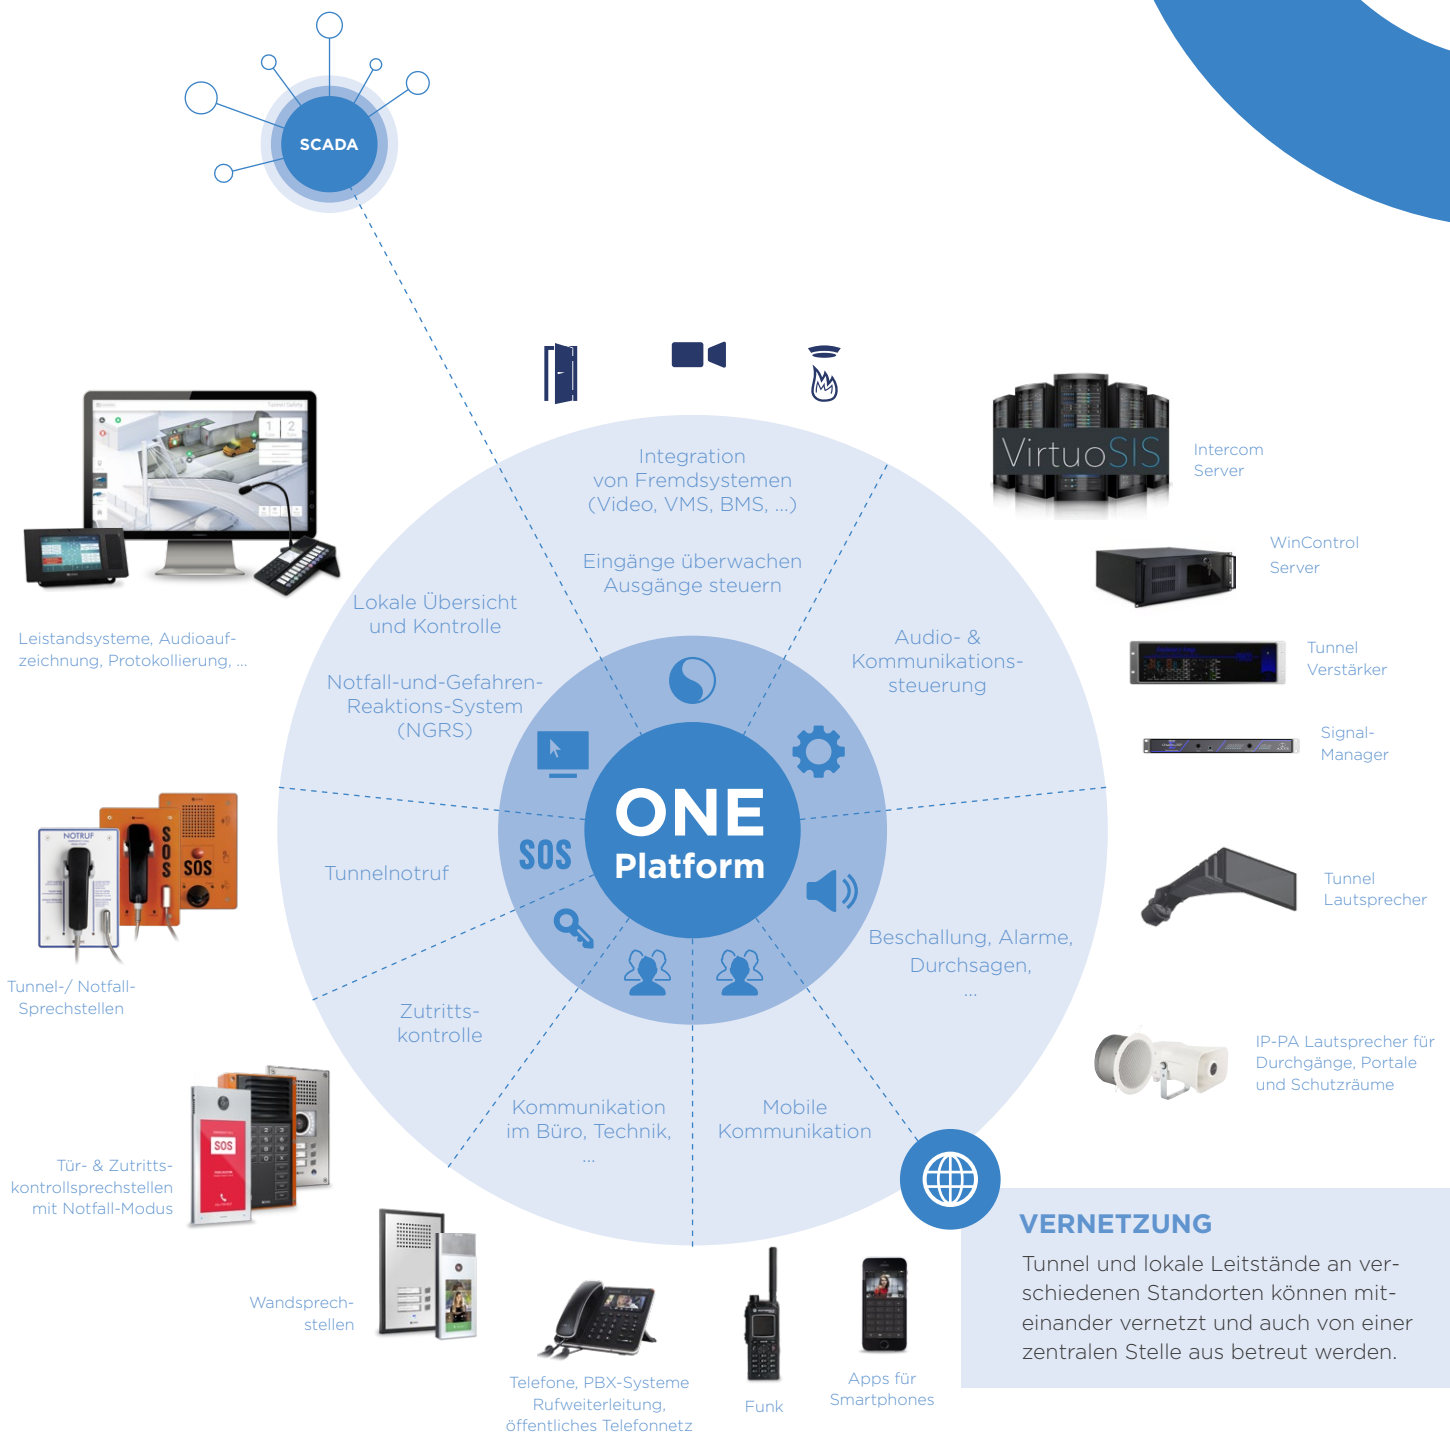 SCADA
Integration
von Fremdsystemen
(Video, VMS, BMS, ...)
Eingänge überwachen
Ausgänge steuern
Lokale Übersicht
und Kontrolle
Notfall-und-Gefahren-
Reaktions-System
(NGRS)
Audio- &
Kommunikations-
steuerung
ONE
Platform
SOS
Tunnelnotruf
Zutritts-
kontrolle
Kommunikation
im Büro, Technik,
...
Mobile
Kommunikation
Beschallung, Alarme,
Durchsagen,
...
Leistandsysteme, Audioauf-
zeichnung, Protokollierung, ...
NOTRUF
SOS
SOS
Tunnel-/ Notfall-
Sprechstellen
SOS
Tür- & Zutritts-
kontrollsprechstellen
mit Notfall-Modus
Wandsprech-
stellen
Telefone, PBX-Systeme
Rufweiterleitung,
öffentliches Telefonnetz
Funk
Apps für
Smartphones
VirtuoSIS
Intercom
Server
WinControl
Server
Tunnel
Verstärker
Signal-
Manager
Tunnel
Lautsprecher
IP-PA Lautsprecher für
Durchgänge, Portale
und Schutzräume
VERNETZUNG
Tunnel und lokale Leitstände an ver-
schiedenen Standorten können mit-
einander vernetzt und auch von einer
zentralen Stelle aus betreut werden.